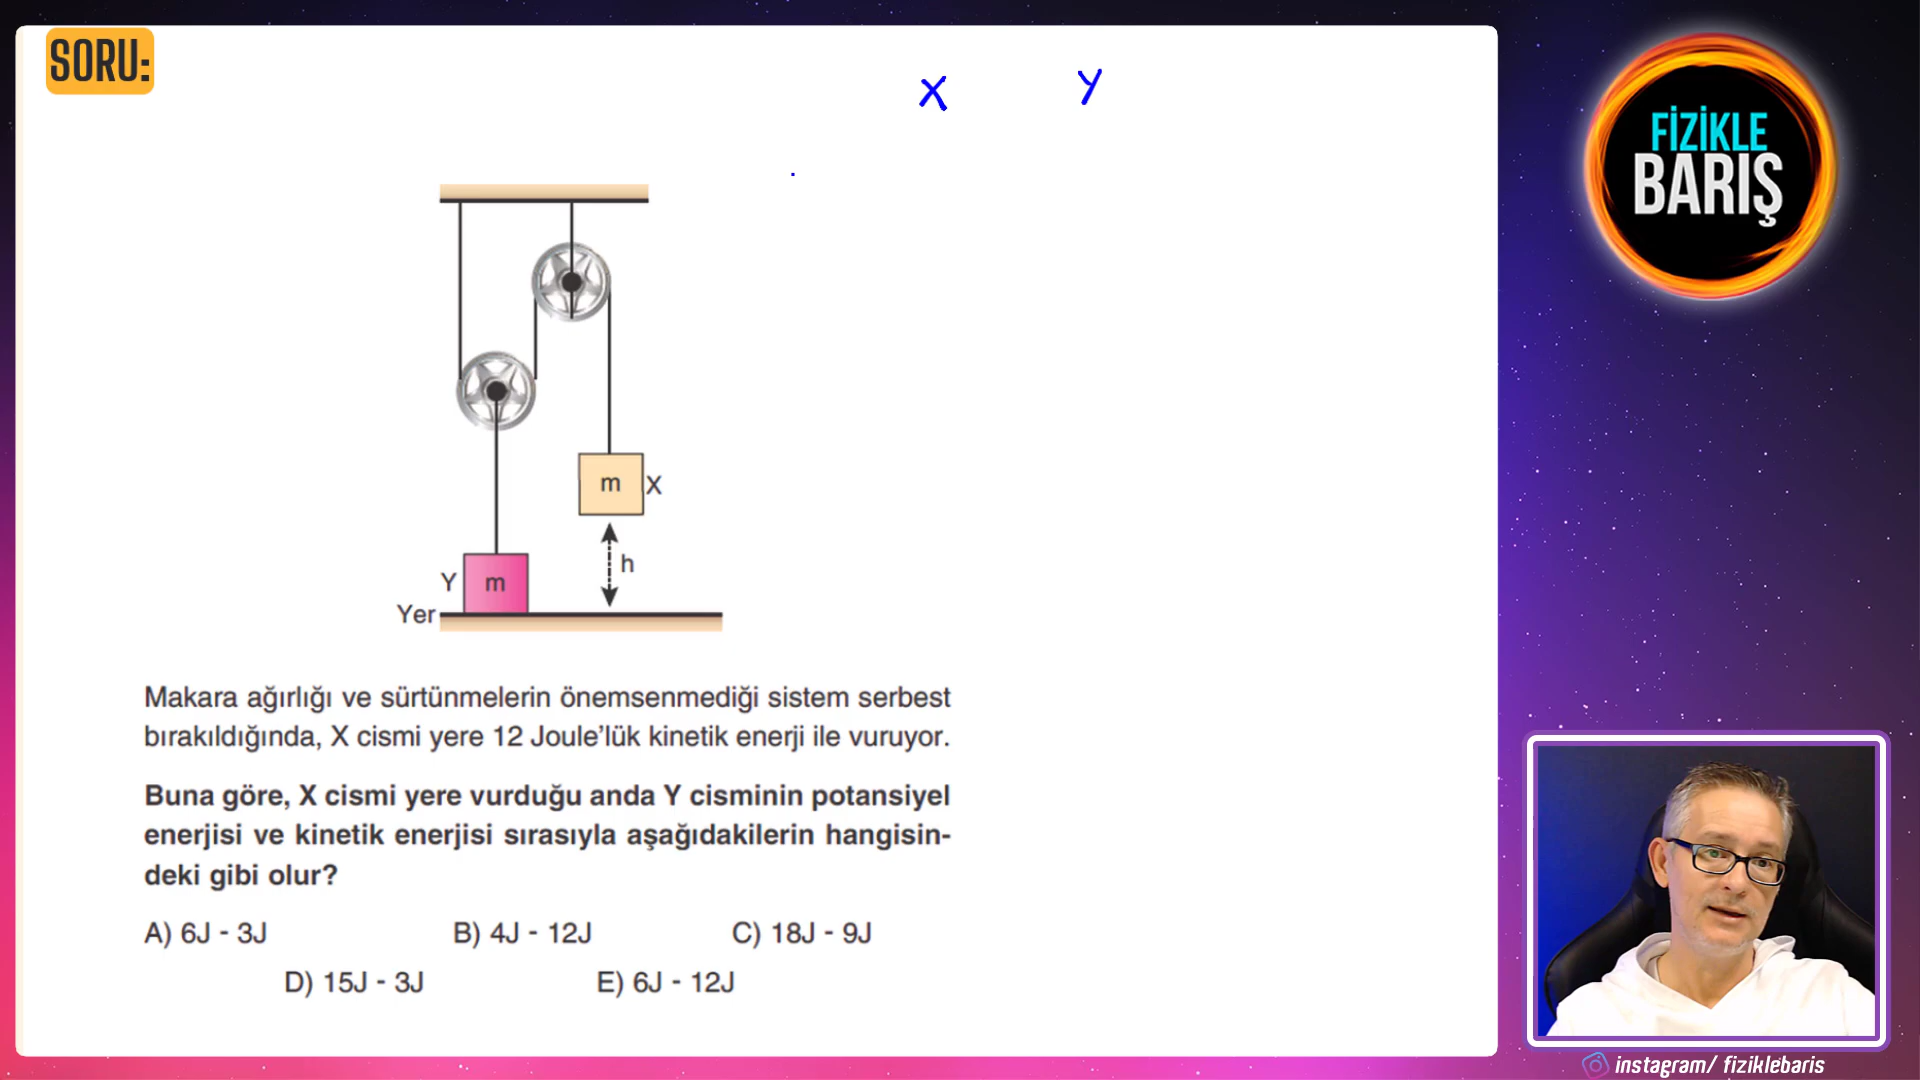 SORU:
X Y
FİZİKLE
BARIŞ
m X
h
Y m
Yer
Makara ağırlığı ve sürtünmelerin önemsenmediği sistem serbest
bırakıldığında, X cismi yere 12 Joule'lük kinetik enerji ile vuruyor.
Buna göre, X cismi yere vurduğu anda Y cisminin potansiyel
enerjisi ve kinetik enerjisi sırasıyla aşağıdakilerin hangisin-
deki gibi olur?
A) 6J - 3J B) 4J - 12J C) 18J - 9J
D) 15J - 3J E) 6J - 12J
instagram/ fiziklebaris